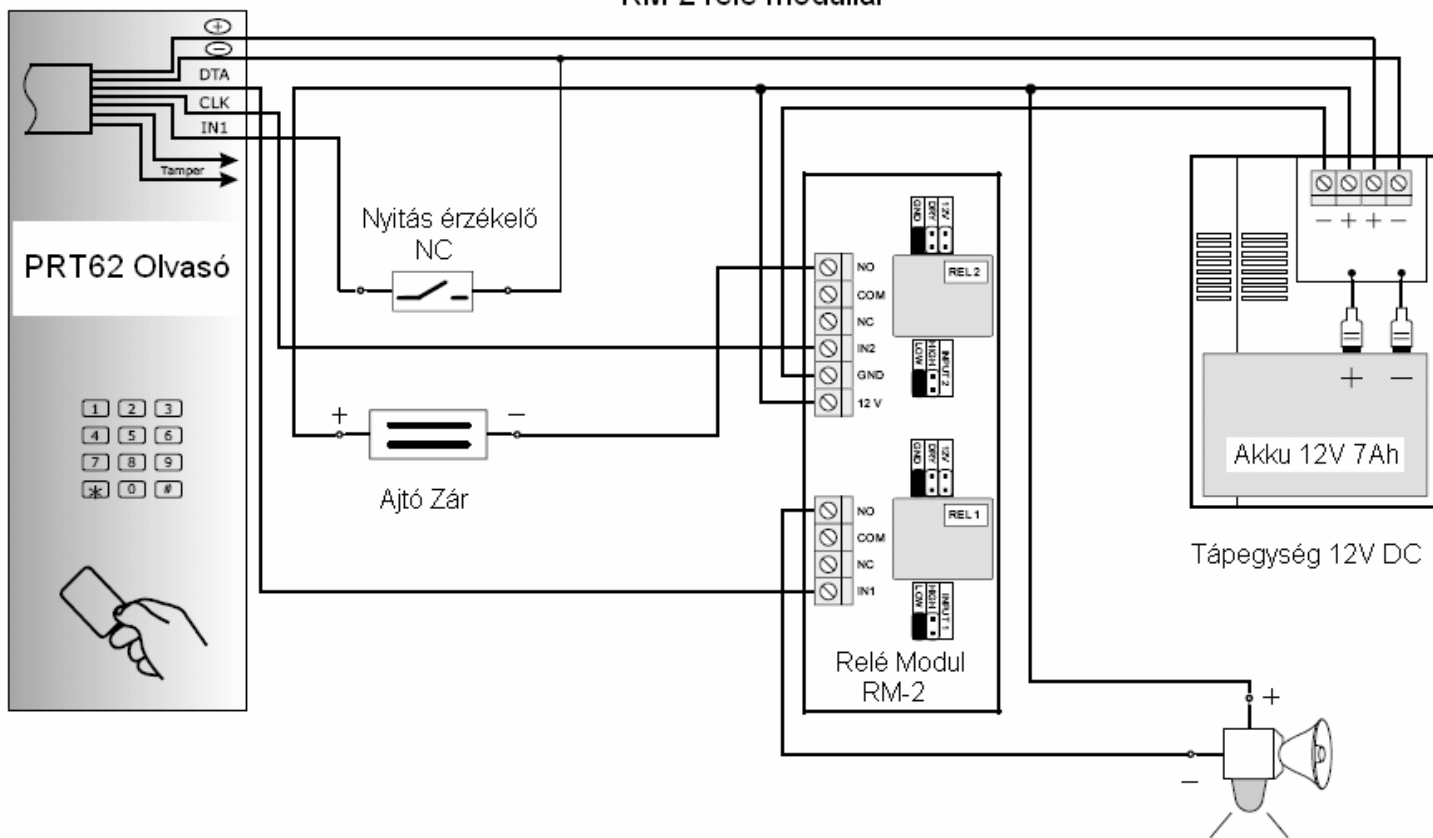 RM-2 relé modullal
+
−
DTA
CLK
IN1
Tamper
PRT62 Olvasó
1 2 3
4 5 6
7 8 9
* 0 #
Nyitás érzékelő
NC
+ −
Ajtó Zár
GND DRY 12V
REL 2
NO
COM
NC
IN2
GND
12 V
LOW HIGH INPUT 2
GND DRY 12V
REL 1
NO
COM
NC
IN1
LOW HIGH INPUT 1
Relé Modul
RM-2
− + + −
+ −
Akku 12V 7Ah
Tápegység 12V DC
+
−